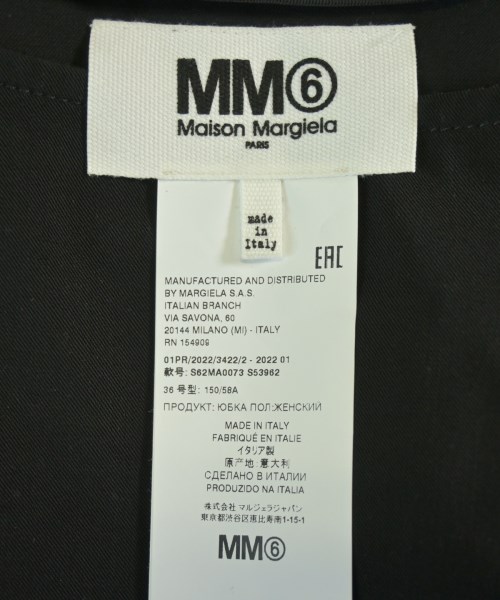 MM⑥
Maison Margiela
PARIS
made
in
Italy
EAC
MANUFACTURED AND DISTRIBUTED
BY MARGIELA S.A.S.
ITALIAN BRANCH
VIA SAVONA, 60
20144 MILANO (MI) - ITALY
RN 154909
01PR/2022/3422/2 - 2022 01
款号: S62MA0073 S53962
36 号型: 150/58A
ПРОДУКТ: ЮБКА ПОЛ:ЖЕНСКИЙ
MADE IN ITALY
FABRIQUÉ EN ITALIE
イタリア製
原产地:意大利
СДЕЛАНО В ИТАЛИИ
PRODUZIDO NA ITALIA
株式会社 マルジェラジャパン
東京都渋谷区恵比寿南1-15-1
MM⑥